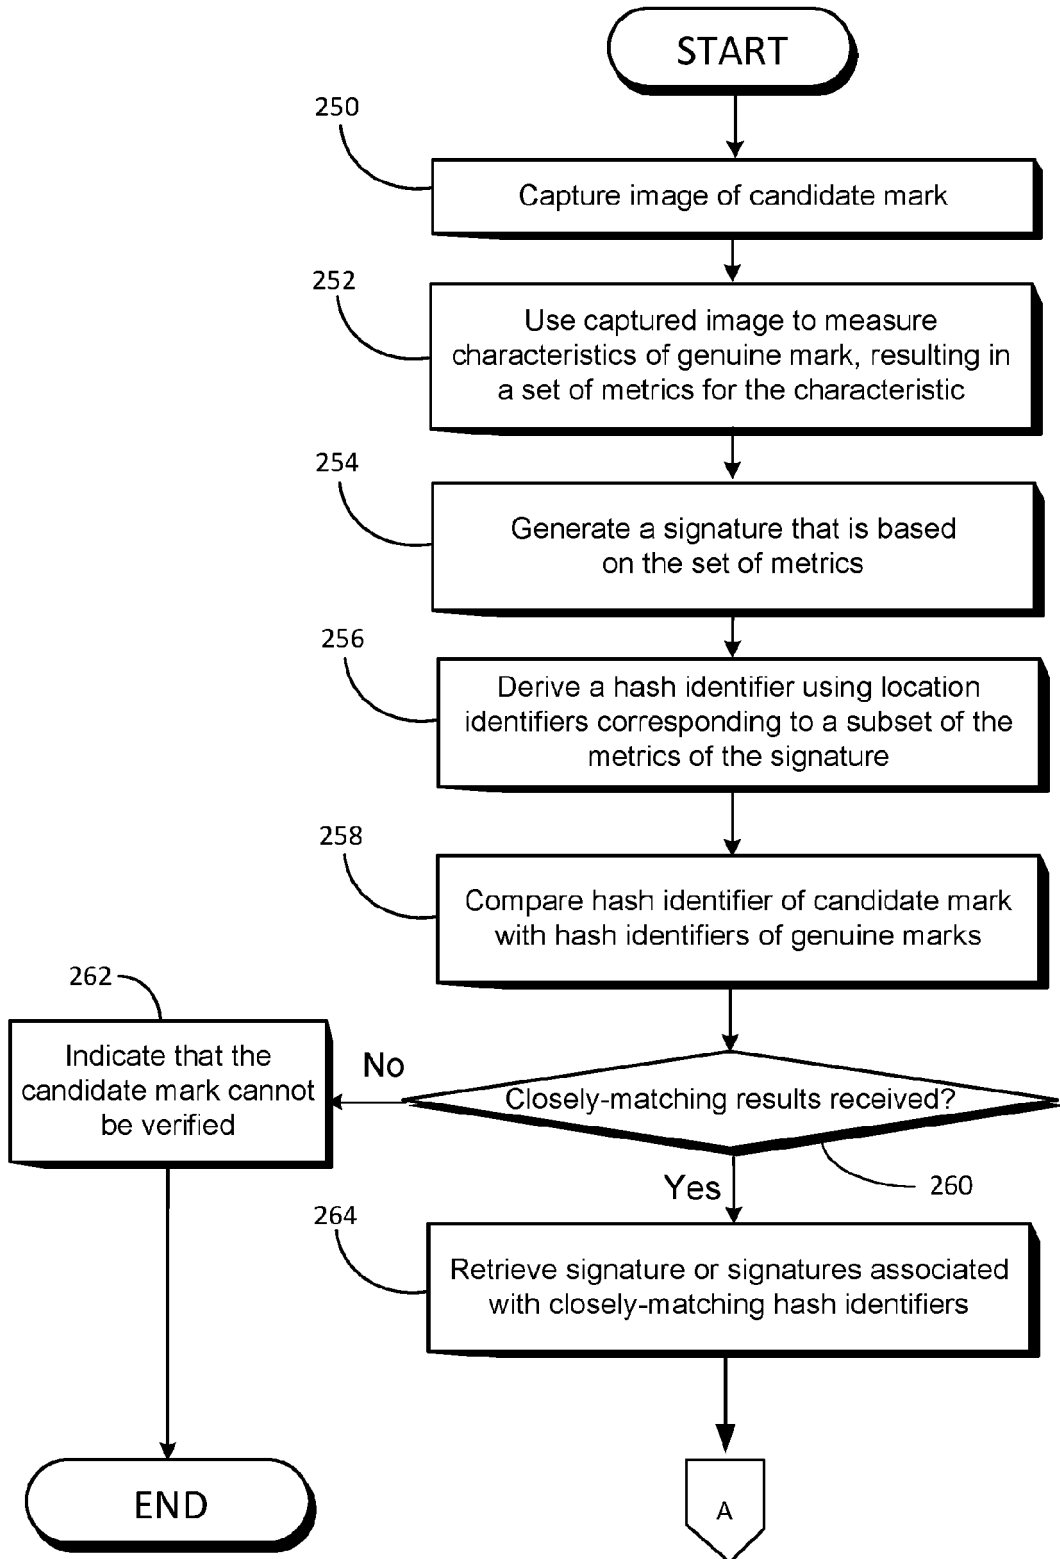 START
250
Capture image of candidate mark
252
Use captured image to measure
characteristics of genuine mark, resulting in
a set of metrics for the characteristic
254
Generate a signature that is based
on the set of metrics
256
Derive a hash identifier using location
identifiers corresponding to a subset of the
metrics of the signature
258
Compare hash identifier of candidate mark
with hash identifiers of genuine marks
262
Indicate that the
candidate mark cannot
be verified
No
Closely-matching results received?
260
Yes
264
Retrieve signature or signatures associated
with closely-matching hash identifiers
END
A